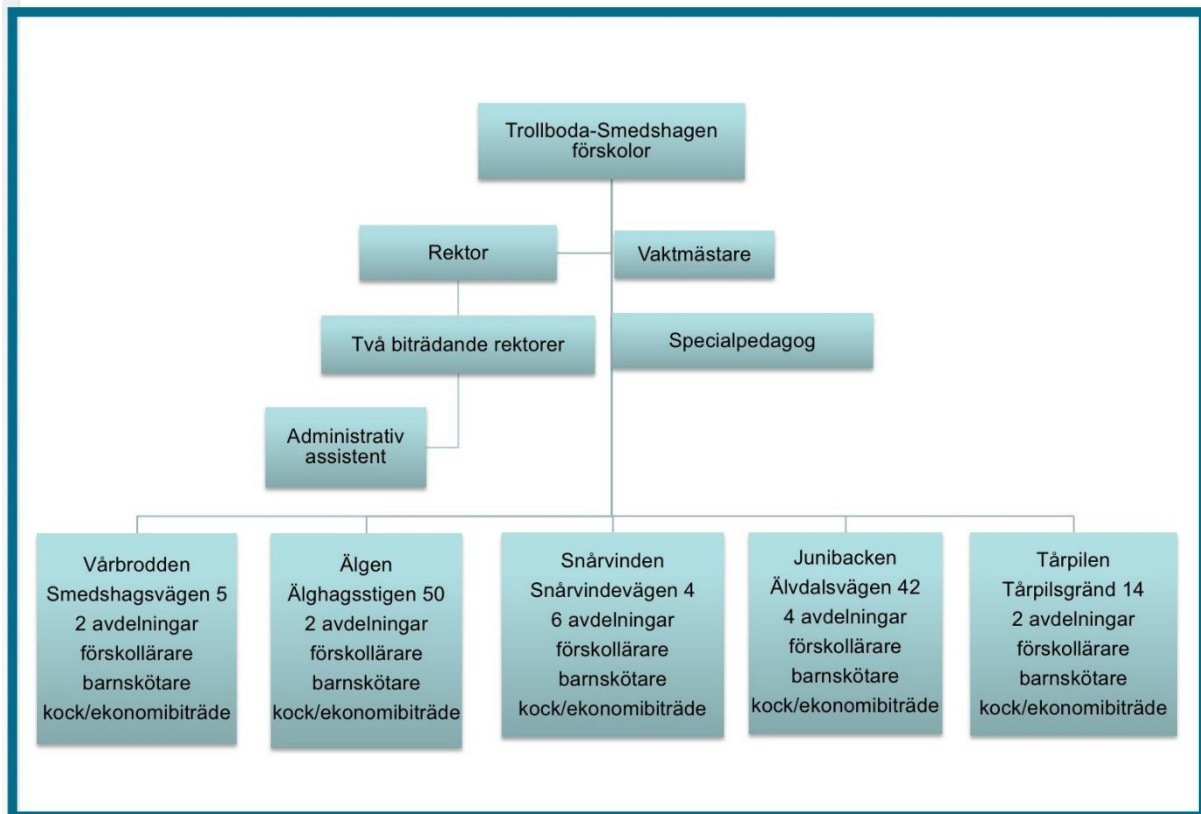 Trollboda-Smedshagen
förskolor
Rektor
Vaktmästare
Två biträdande rektorer
Specialpedagog
Administrativ
assistent
Vårbrodden
Smedshagsvägen 5
2 avdelningar
förskollärare
barnskötare
kock/ekonomibiträde
Älgen
Älghagsstigen 50
2 avdelningar
förskollärare
barnskötare
kock/ekonomibiträde
Snårvinden
Snårvindevägen 4
6 avdelningar
förskollärare
barnskötare
kock/ekonomibiträde
Junibacken
Älvdalsvägen 42
4 avdelningar
förskollärare
barnskötare
kock/ekonomibiträde
Tårpilen
Tårpilsgränd 14
2 avdelningar
förskollärare
barnskötare
kock/ekonomibiträde